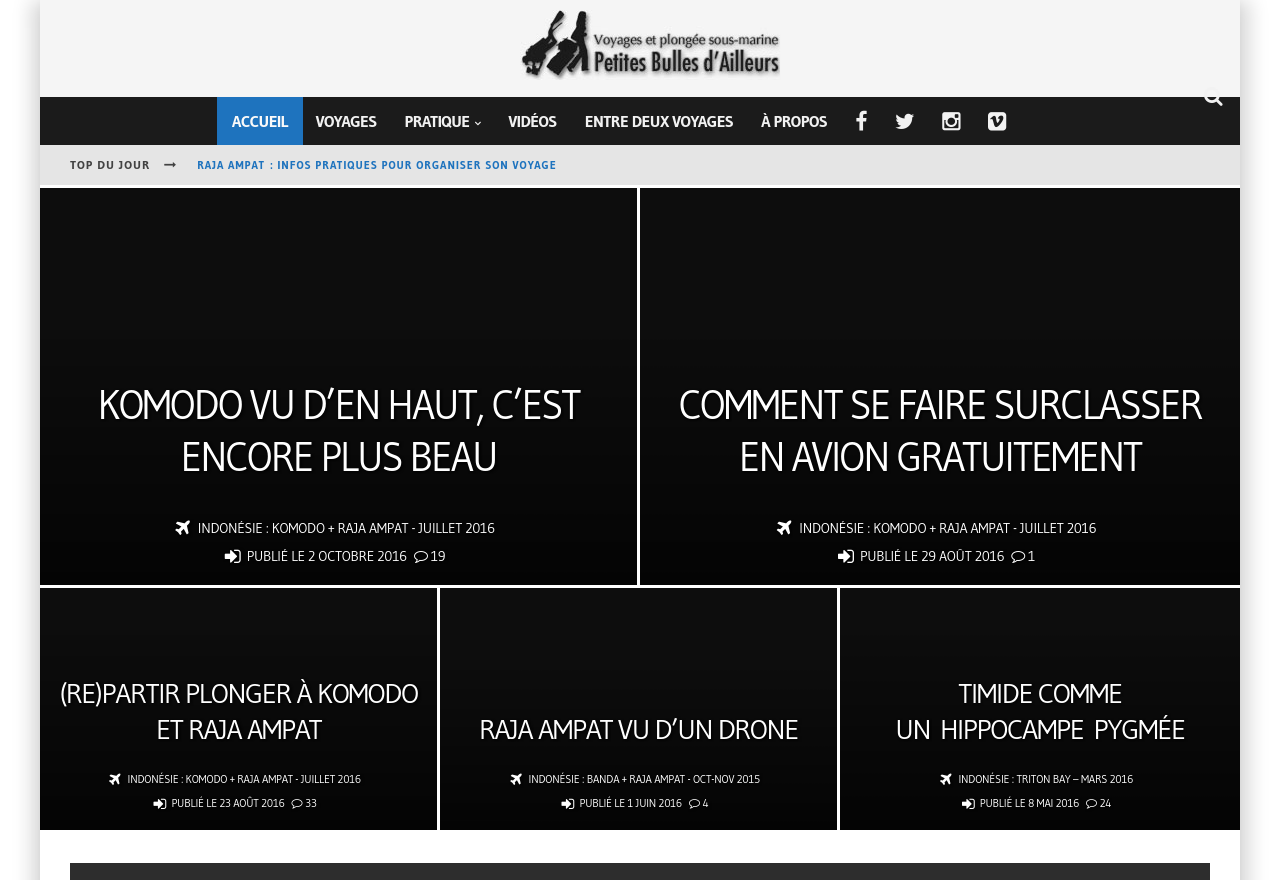 Voyages et plongée sous-marine
Petites Bulles d'Ailleurs
ACCUEIL VOYAGES PRATIQUE VIDÉOS ENTRE DEUX VOYAGES À PROPOS
TOP DU JOUR RAJA AMPAT : INFOS PRATIQUES POUR ORGANISER SON VOYAGE
KOMODO VU D’EN HAUT, C’EST
ENCORE PLUS BEAU
INDONÉSIE : KOMODO + RAJA AMPAT - JUILLET 2016
PUBLIÉ LE 2 OCTOBRE 2016 19
COMMENT SE FAIRE SURCLASSER
EN AVION GRATUITEMENT
INDONÉSIE : KOMODO + RAJA AMPAT - JUILLET 2016
PUBLIÉ LE 29 AOÛT 2016 1
(RE)PARTIR PLONGER À KOMODO
ET RAJA AMPAT
INDONÉSIE : KOMODO + RAJA AMPAT - JUILLET 2016
PUBLIÉ LE 23 AOÛT 2016 33
RAJA AMPAT VU D’UN DRONE
INDONÉSIE : BANDA + RAJA AMPAT - OCT-NOV 2015
PUBLIÉ LE 1 JUIN 2016 4
TIMIDE COMME
UN HIPPOCAMPE PYGMÉE
INDONÉSIE : TRITON BAY – MARS 2016
PUBLIÉ LE 8 MAI 2016 24